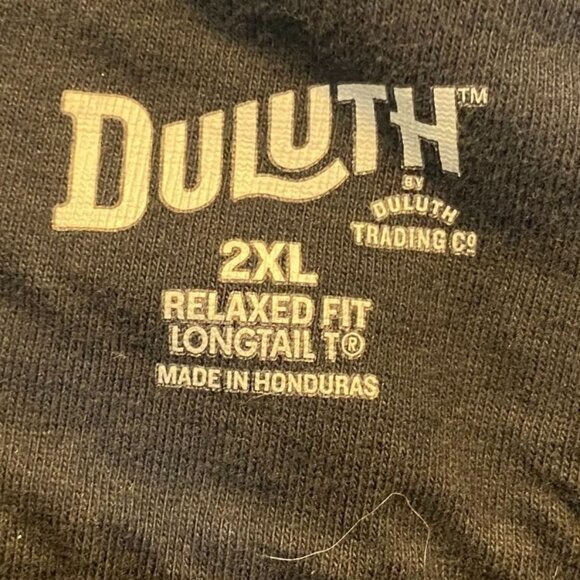 DULUTH™
BY
DULUTH
TRADING Cº
2XL
RELAXED FIT
LONGTAIL T®
MADE IN HONDURAS